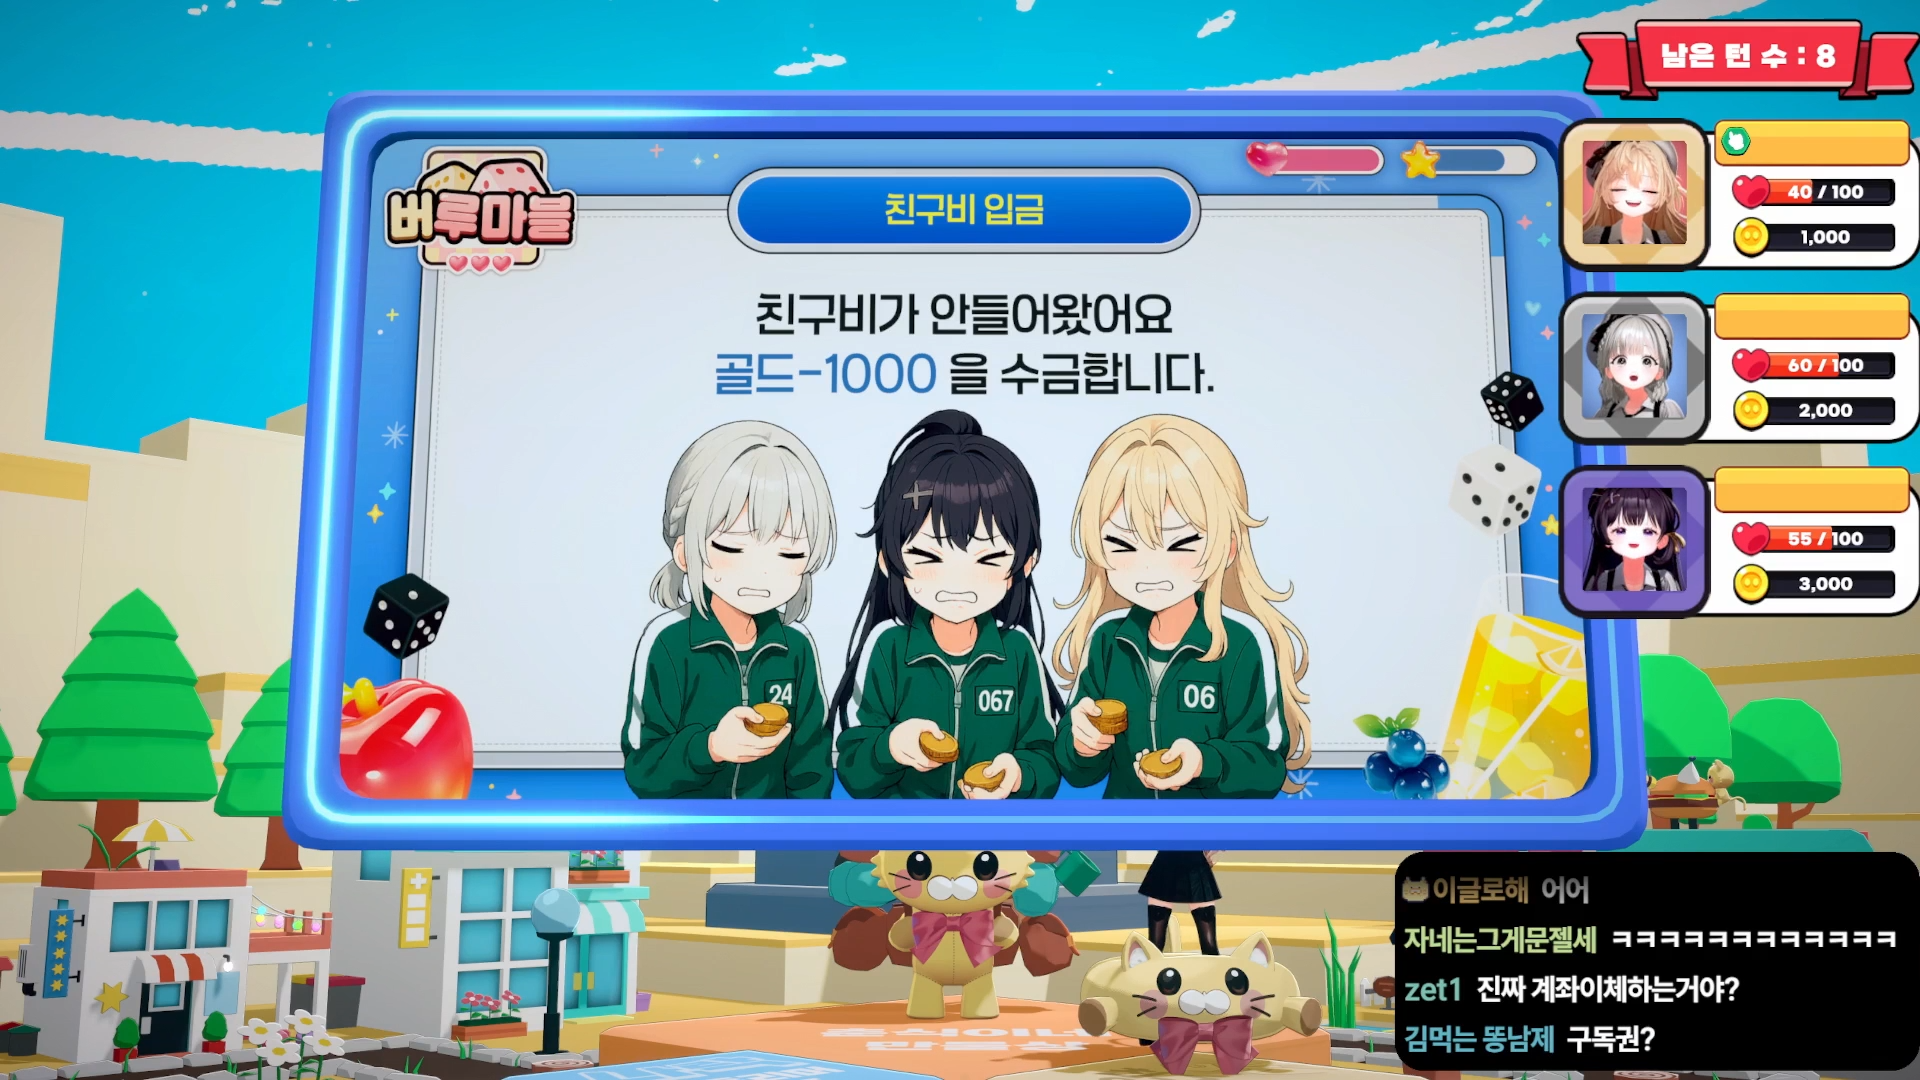 남은 턴 수 : 8
버루마블
친구비 입금
친구비가 안들어왔어요
골드-1000 을 수금합니다.
40 / 100
1,000
60 / 100
2,000
55 / 100
3,000
24
067
06
이글로해 어어
자네는그게문젤세 ㅋㅋㅋㅋㅋㅋㅋㅋㅋㅋㅋㅋ
zet1 진짜 계좌이체하는거야?
김먹는 똥남제 구독권?